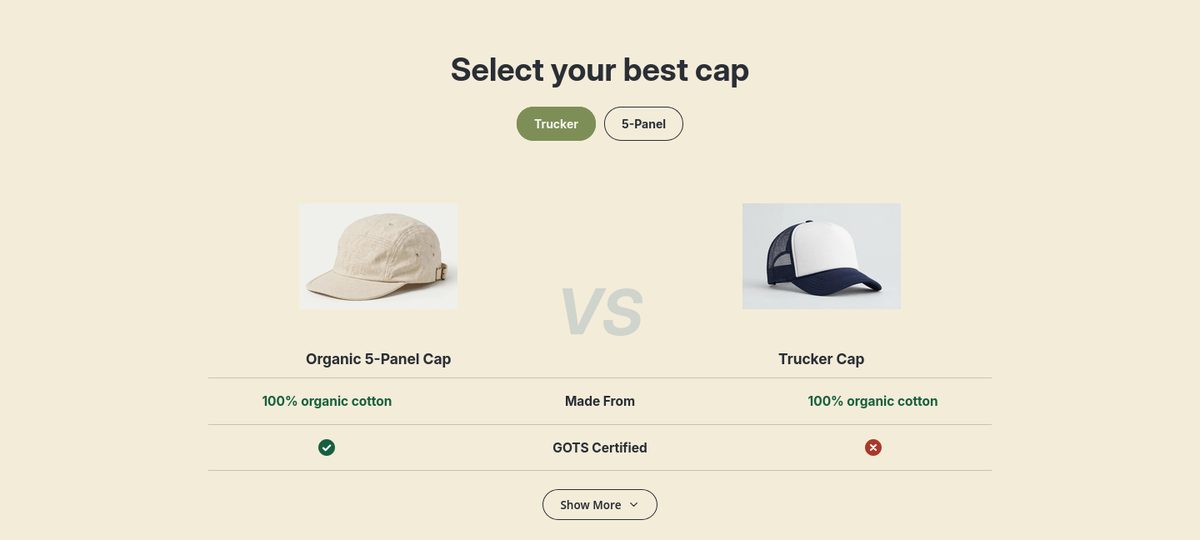 Select your best cap
Trucker
5-Panel
VS
Organic 5-Panel Cap
Trucker Cap
100% organic cotton
Made From
100% organic cotton
GOTS Certified
Show More